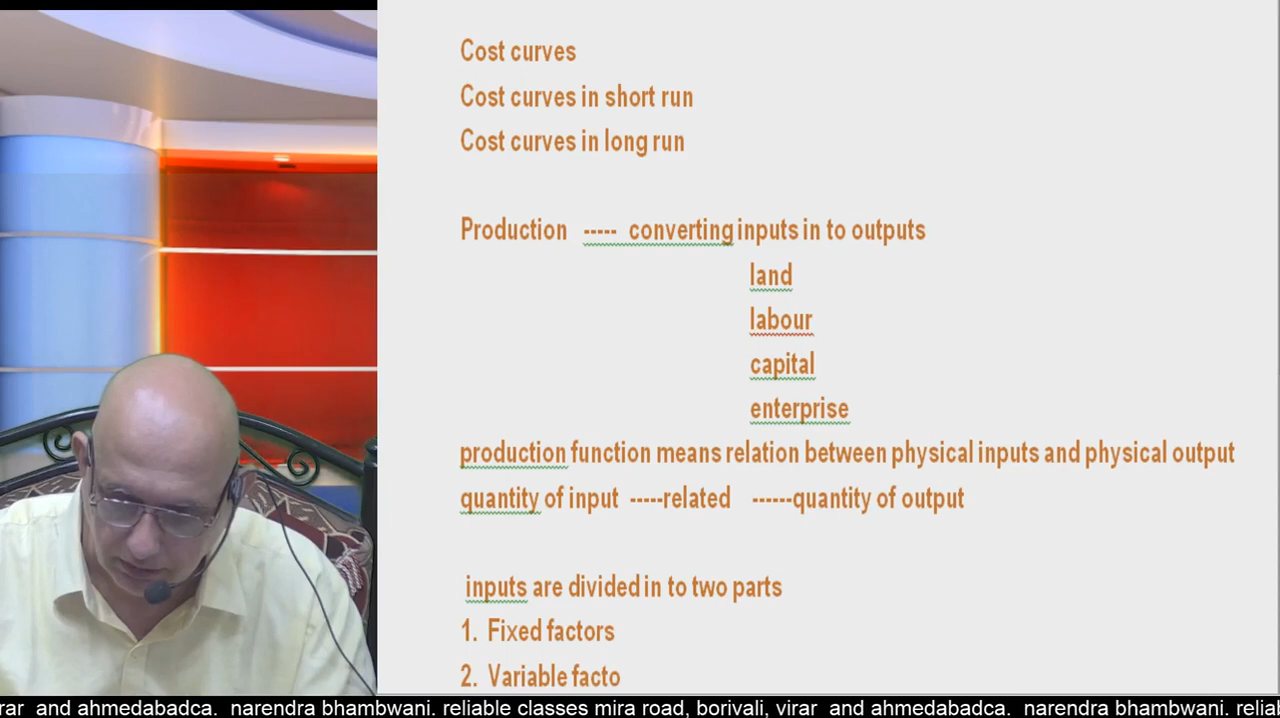 Cost curves
Cost curves in short run
Cost curves in long run
Production ----- converting inputs in to outputs
land
labour
capital
enterprise
production function means relation between physical inputs and physical output
quantity of input -----related ------quantity of output
inputs are divided in to two parts
1. Fixed factors
2. Variable facto
rar and ahmedabadca. narendra bhambwani. reliable classes mira road, borivali, virar and ahmedabadca. narendra bhambwani. reliab